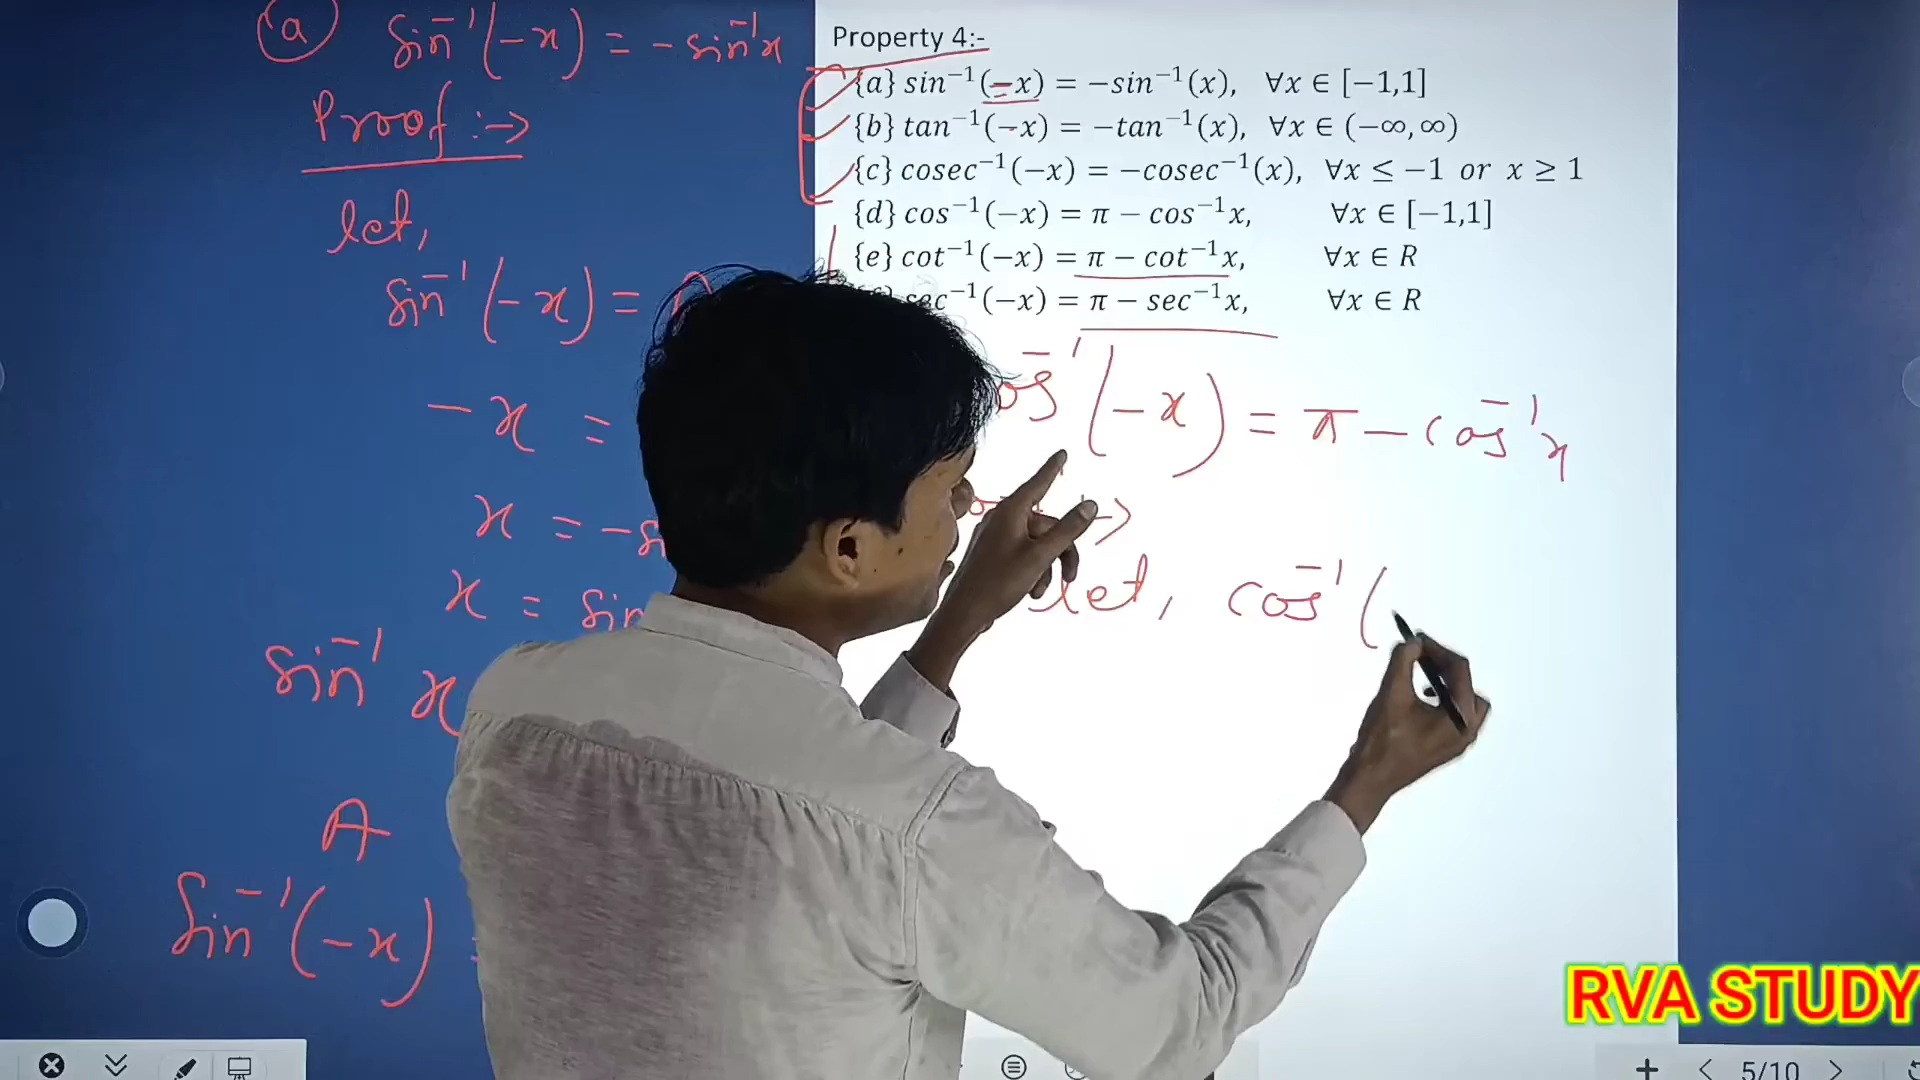 (a) sin⁻¹(-x) = - sin⁻¹x
Proof :->
let,
sin⁻¹(-x) =
-x =
x = -
x = sin
sin⁻¹ x
A
sin⁻¹(-x)
Property 4:-
{a} sin⁻¹(−x) = −sin⁻¹(x), ∀x ∈ [−1,1]
{b} tan⁻¹(−x) = −tan⁻¹(x), ∀x ∈ (−∞,∞)
{c} cosec⁻¹(−x) = −cosec⁻¹(x), ∀x ≤ −1 or x ≥ 1
{d} cos⁻¹(−x) = π − cos⁻¹x, ∀x ∈ [−1,1]
{e} cot⁻¹(−x) = π − cot⁻¹x, ∀x ∈ R
sec⁻¹(−x) = π − sec⁻¹x, ∀x ∈ R
os⁻¹(-x) = π - cos⁻¹x
let, cos⁻¹(
RVA STUDY
5/10